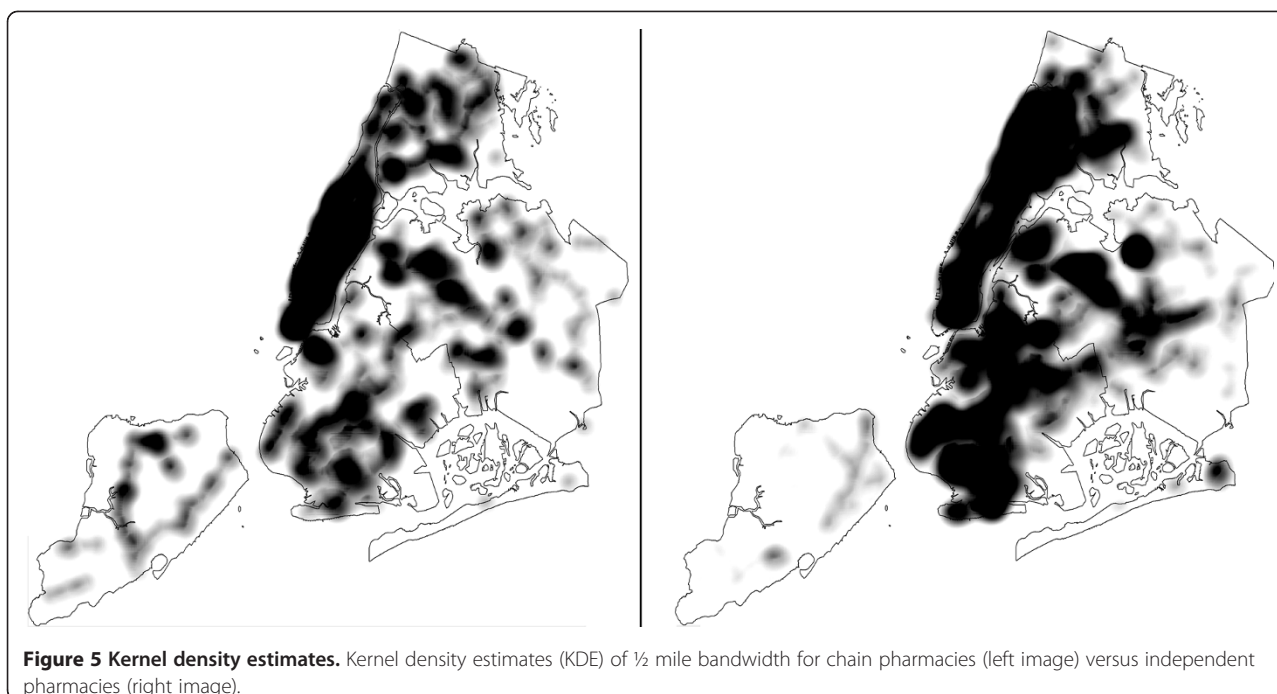 Figure 5 Kernel density estimates. Kernel density estimates (KDE) of ½ mile bandwidth for chain pharmacies (left image) versus independent
pharmacies (right image).